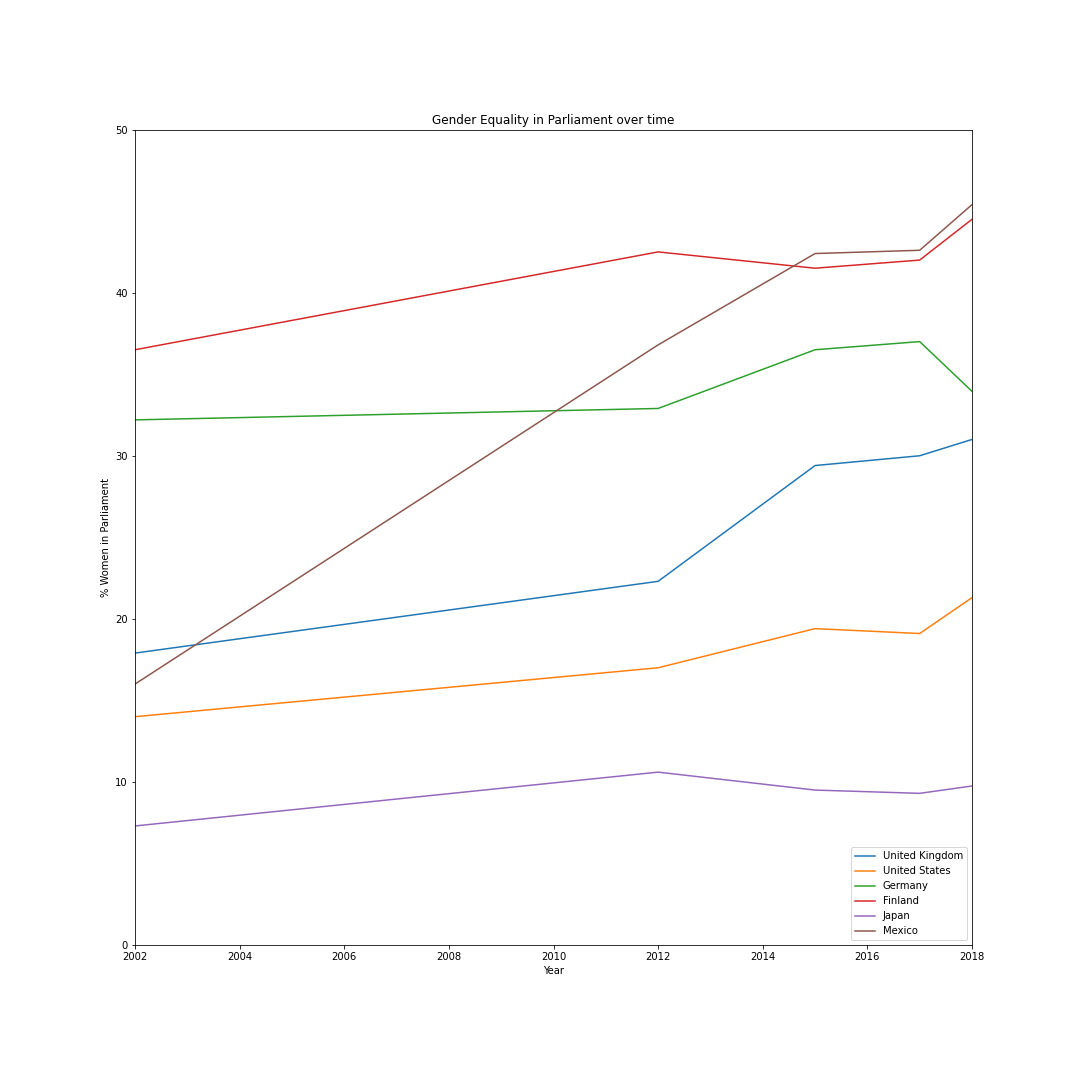 Gender Equality in Parliament over time
50
40
30
20
10
0
% Women in Parliament
2002 2004 2006 2008 2010 2012 2014 2016 2018
Year
United Kingdom
United States
Germany
Finland
Japan
Mexico